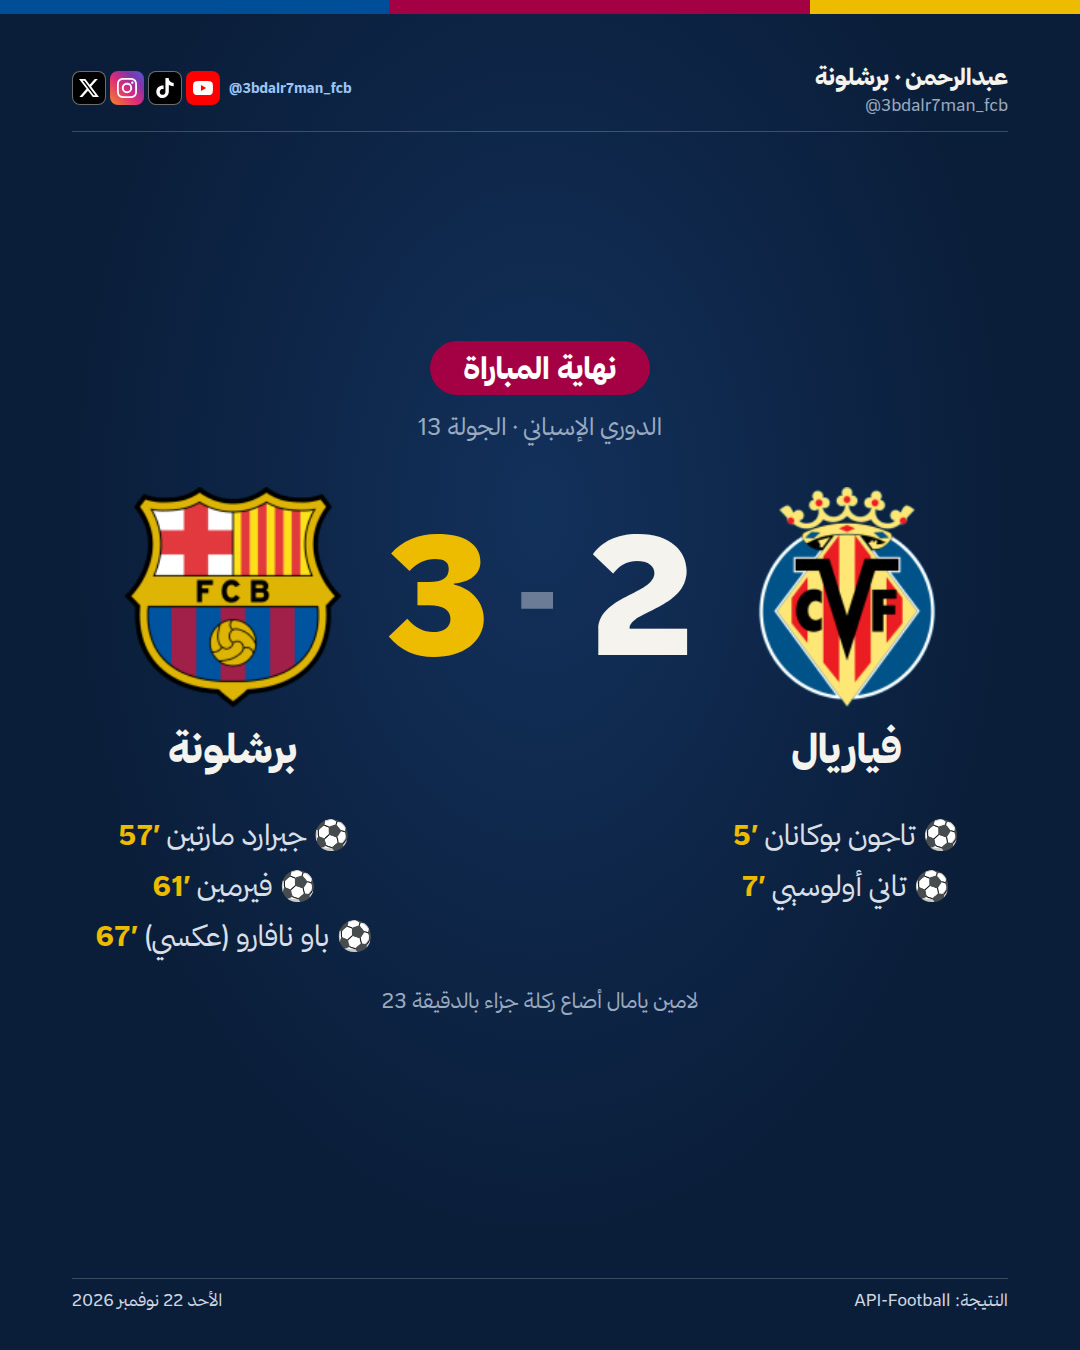 عبدالرحمن · برشلونة
@3bdalr7man_fcb
@3bdalr7man_fcb
نهاية المباراة
الدوري الإسباني · الجولة 13
FCB
3 - 2
CVF
فياريال
برشلونة
تاجون بوكانان 5′
تاني أولوسيي 7′
جيرارد مارتين 57′
فيرمين 61′
باو نافارو (عكسي) 67′
لامين يامال أضاع ركلة جزاء بالدقيقة 23
النتيجة: API-Football
الأحد 22 نوفمبر 2026